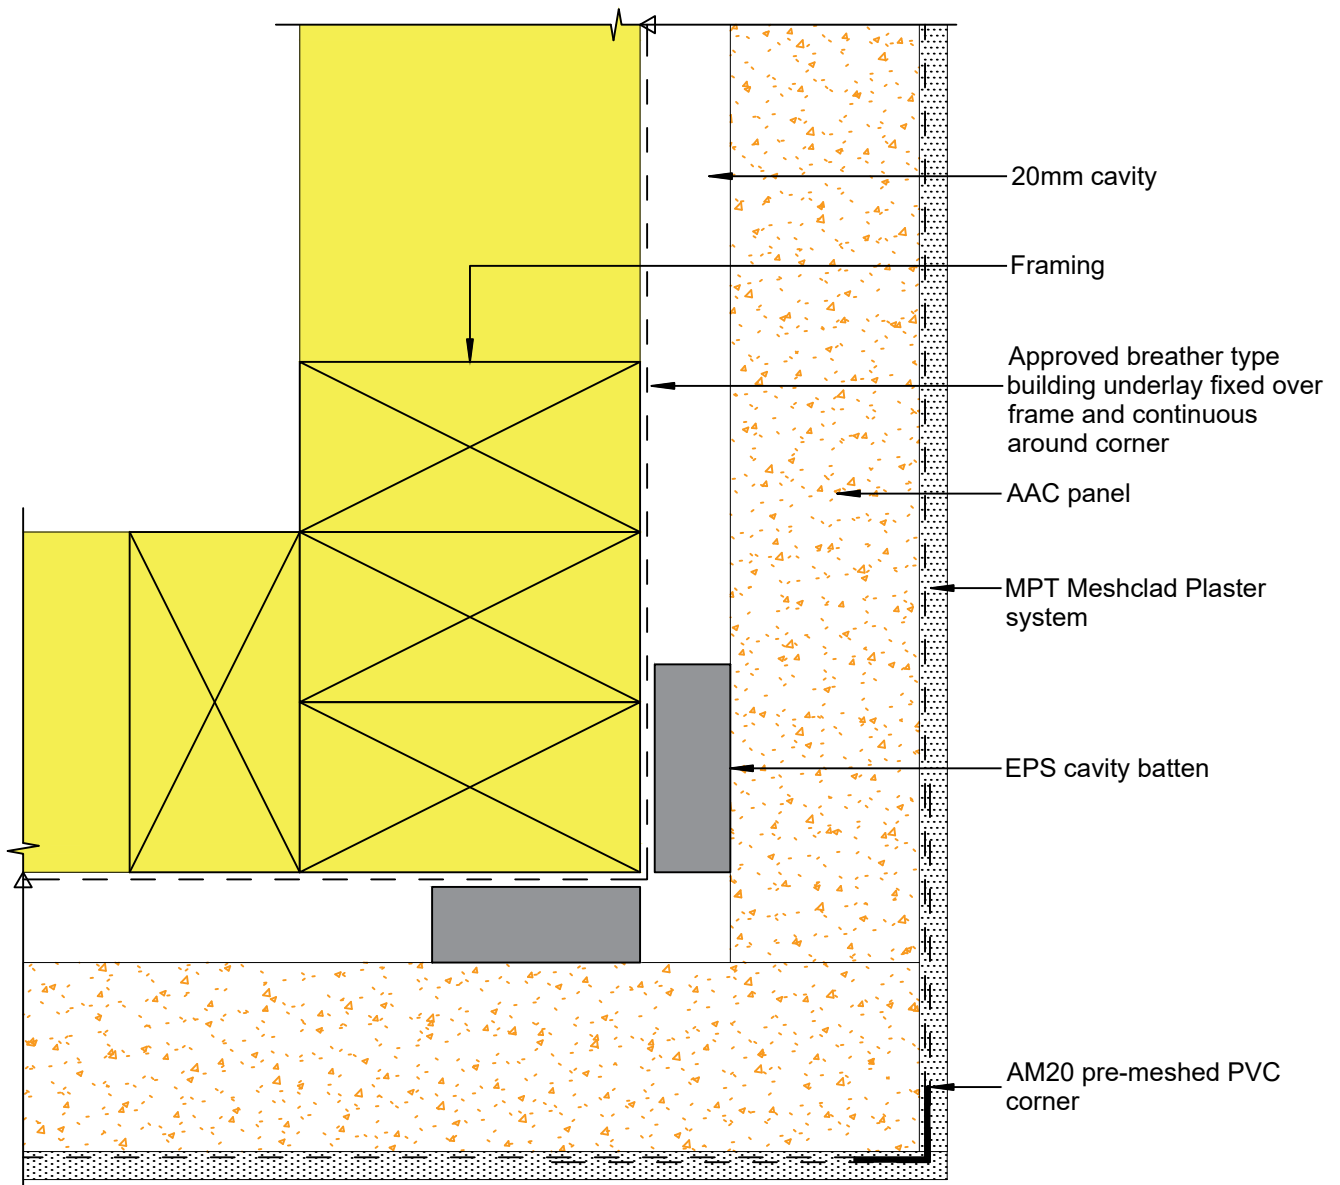 20mm cavity
Framing
Approved breather type
building underlay fixed over
frame and continuous
around corner
AAC panel
MPT Meshclad Plaster
system
EPS cavity batten
AM20 pre-meshed PVC
corner